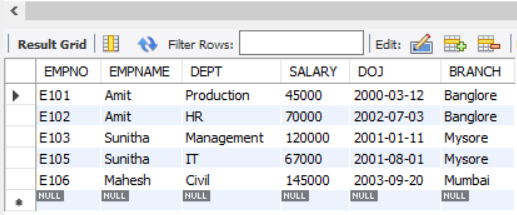 Result Grid Filter Rows: Edit:
EMPNO EMPNAME DEPT SALARY DOJ BRANCH
E101 Amit Production 45000 2000-03-12 Banglore
E102 Amit HR 70000 2002-07-03 Banglore
E103 Sunitha Management 120000 2001-01-11 Mysore
E105 Sunitha IT 67000 2001-08-01 Mysore
E106 Mahesh Civil 145000 2003-09-20 Mumbai
NULL NULL NULL NULL NULL NULL